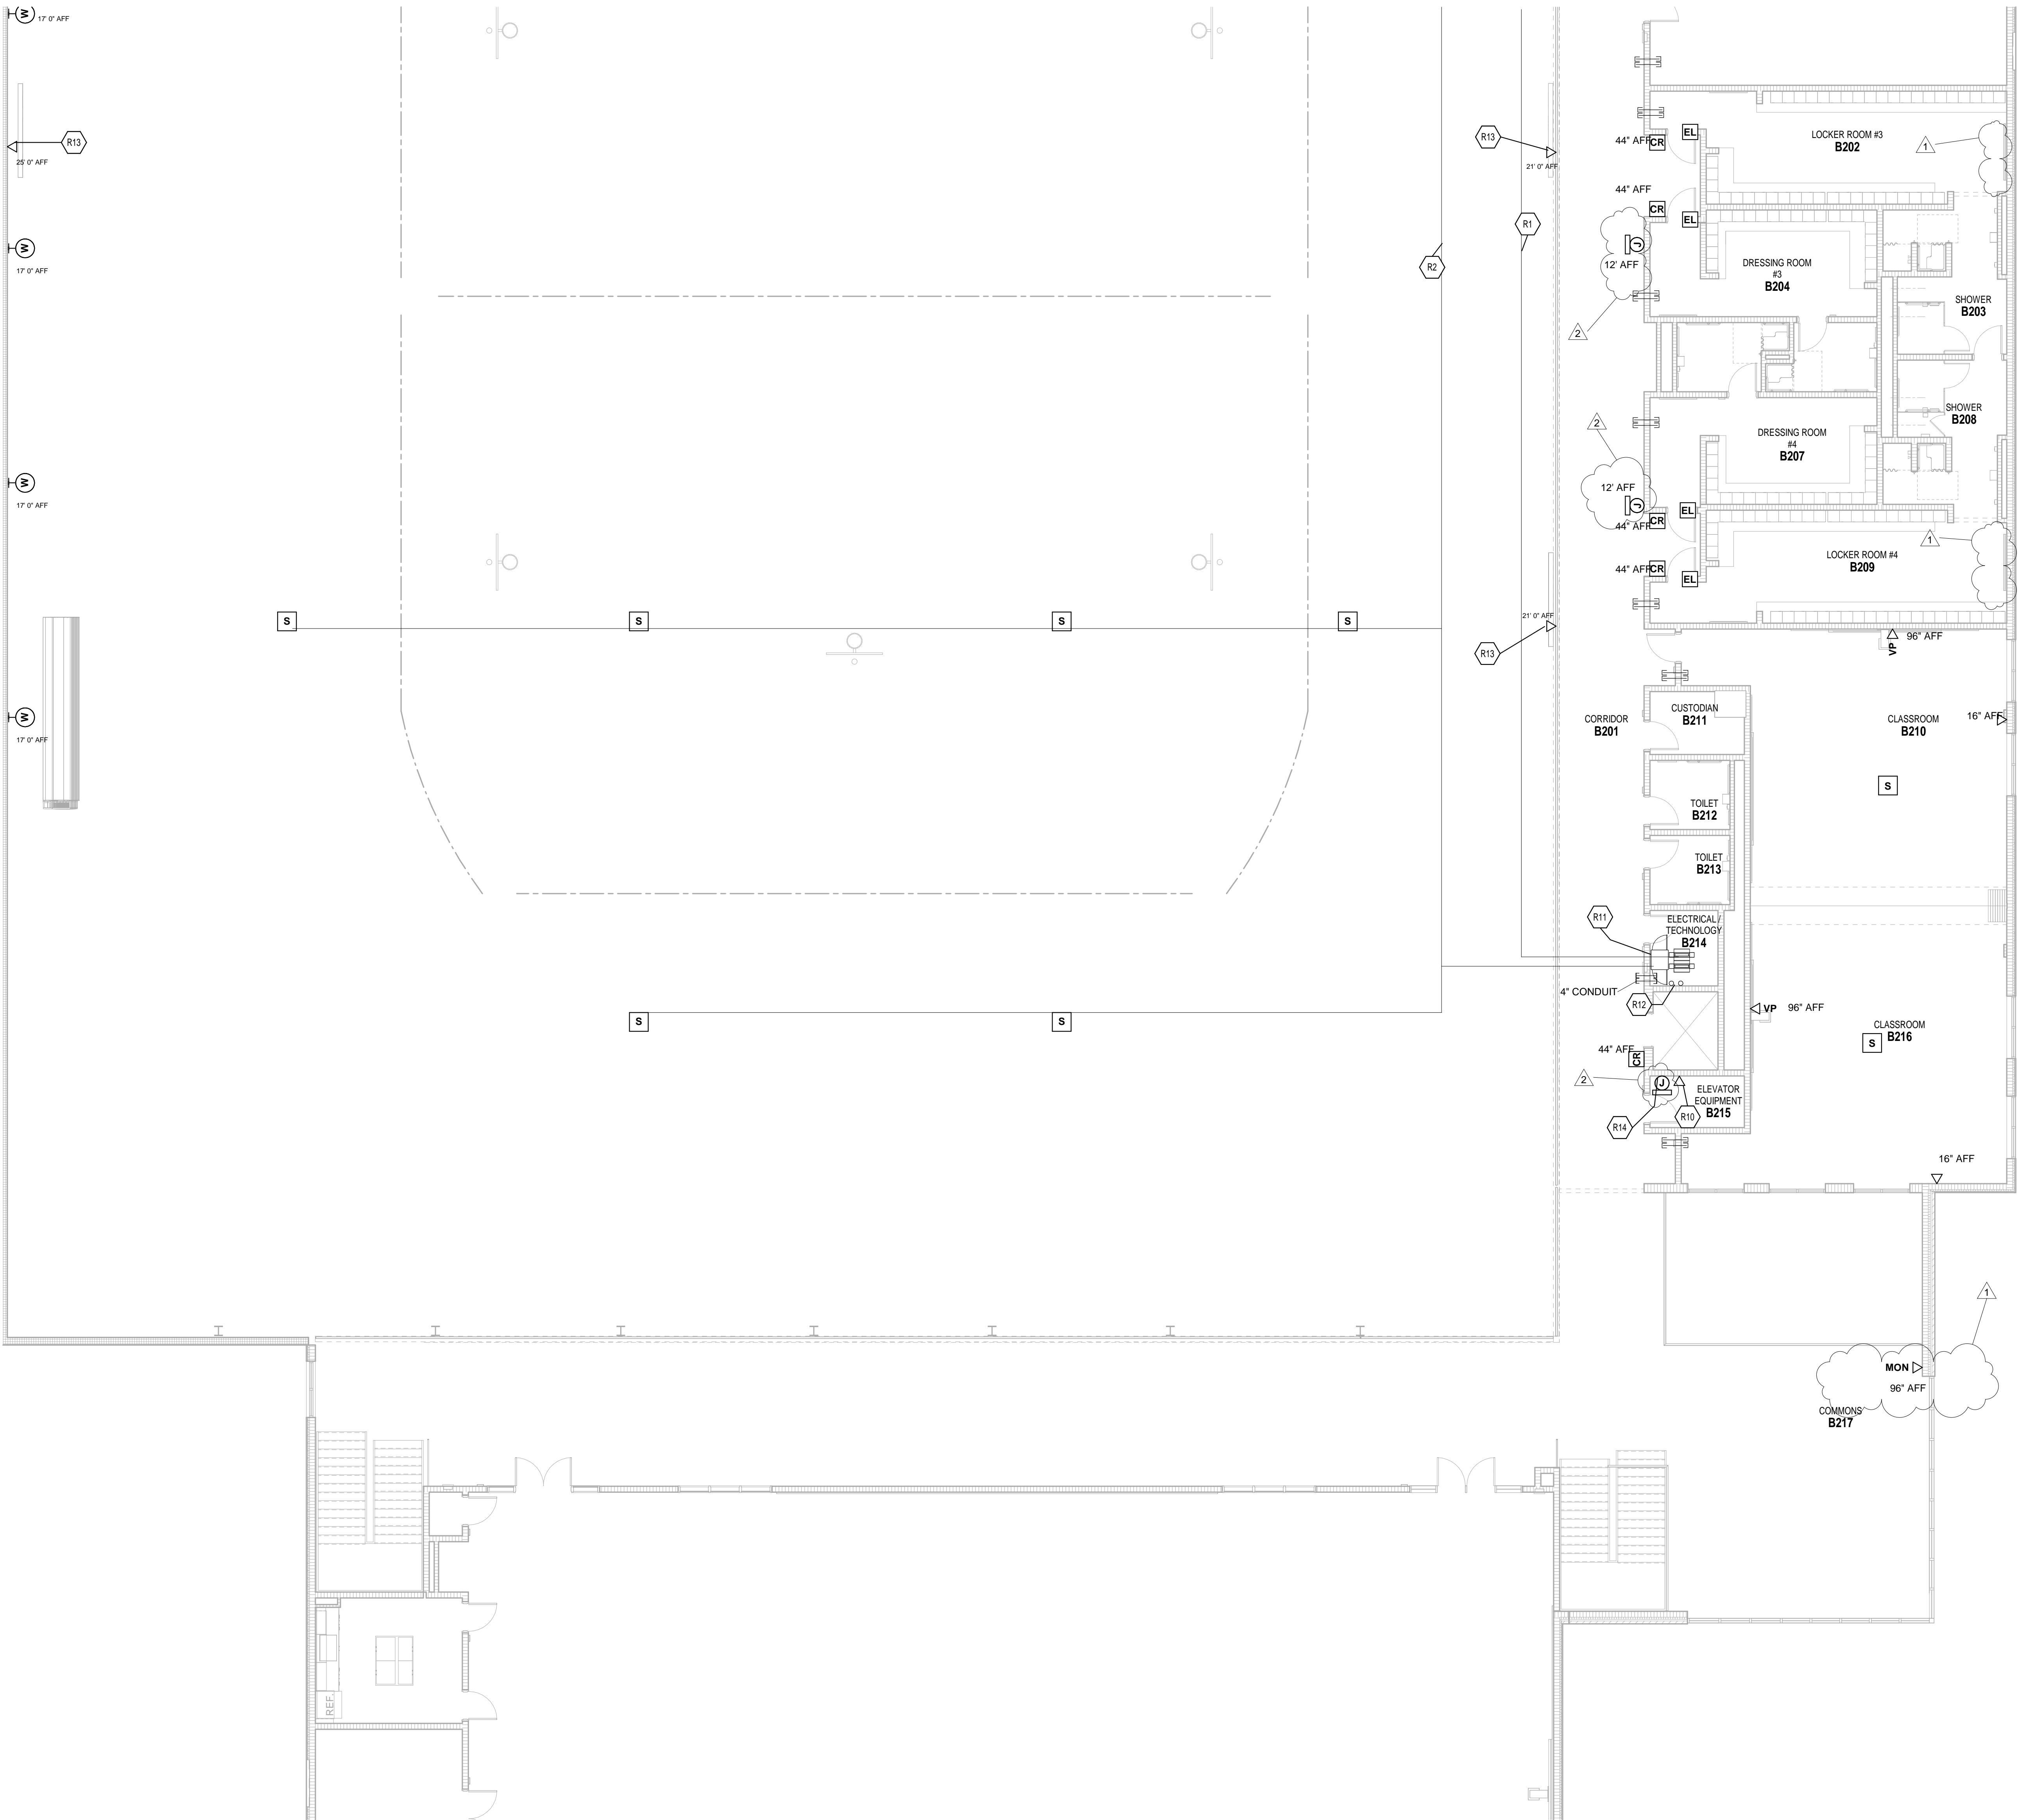 W
17' 0" AFF
R13
25' 0" AFF
W
17' 0" AFF
W
17' 0" AFF
W
17' 0" AFF
R13
21' 0" AFF
R1
R2
44" AFF
CR
EL
LOCKER ROOM #3
B202
1
44" AFF
CR
EL
J
12' AFF
2
DRESSING ROOM
#3
B204
SHOWER
B203
SHOWER
B208
2
DRESSING ROOM
#4
B207
12' AFF
J
CR
EL
44" AFF
1
LOCKER ROOM #4
B209
44" AFF
CR
EL
S
S
S
S
21' 0" AFF
R13
VP
96" AFF
CORRIDOR
B201
CUSTODIAN
B211
CLASSROOM
B210
16" AFF
S
TOILET
B212
TOILET
B213
R11
ELECTRICAL /
TECHNOLOGY
B214
4" CONDUIT
R12
VP
96" AFF
S
S
CLASSROOM
B216
S
44" AFF
CR
2
J
ELEVATOR
EQUIPMENT
B215
R14
R10
16" AFF
1
MON
96" AFF
COMMONS
B217
REF.